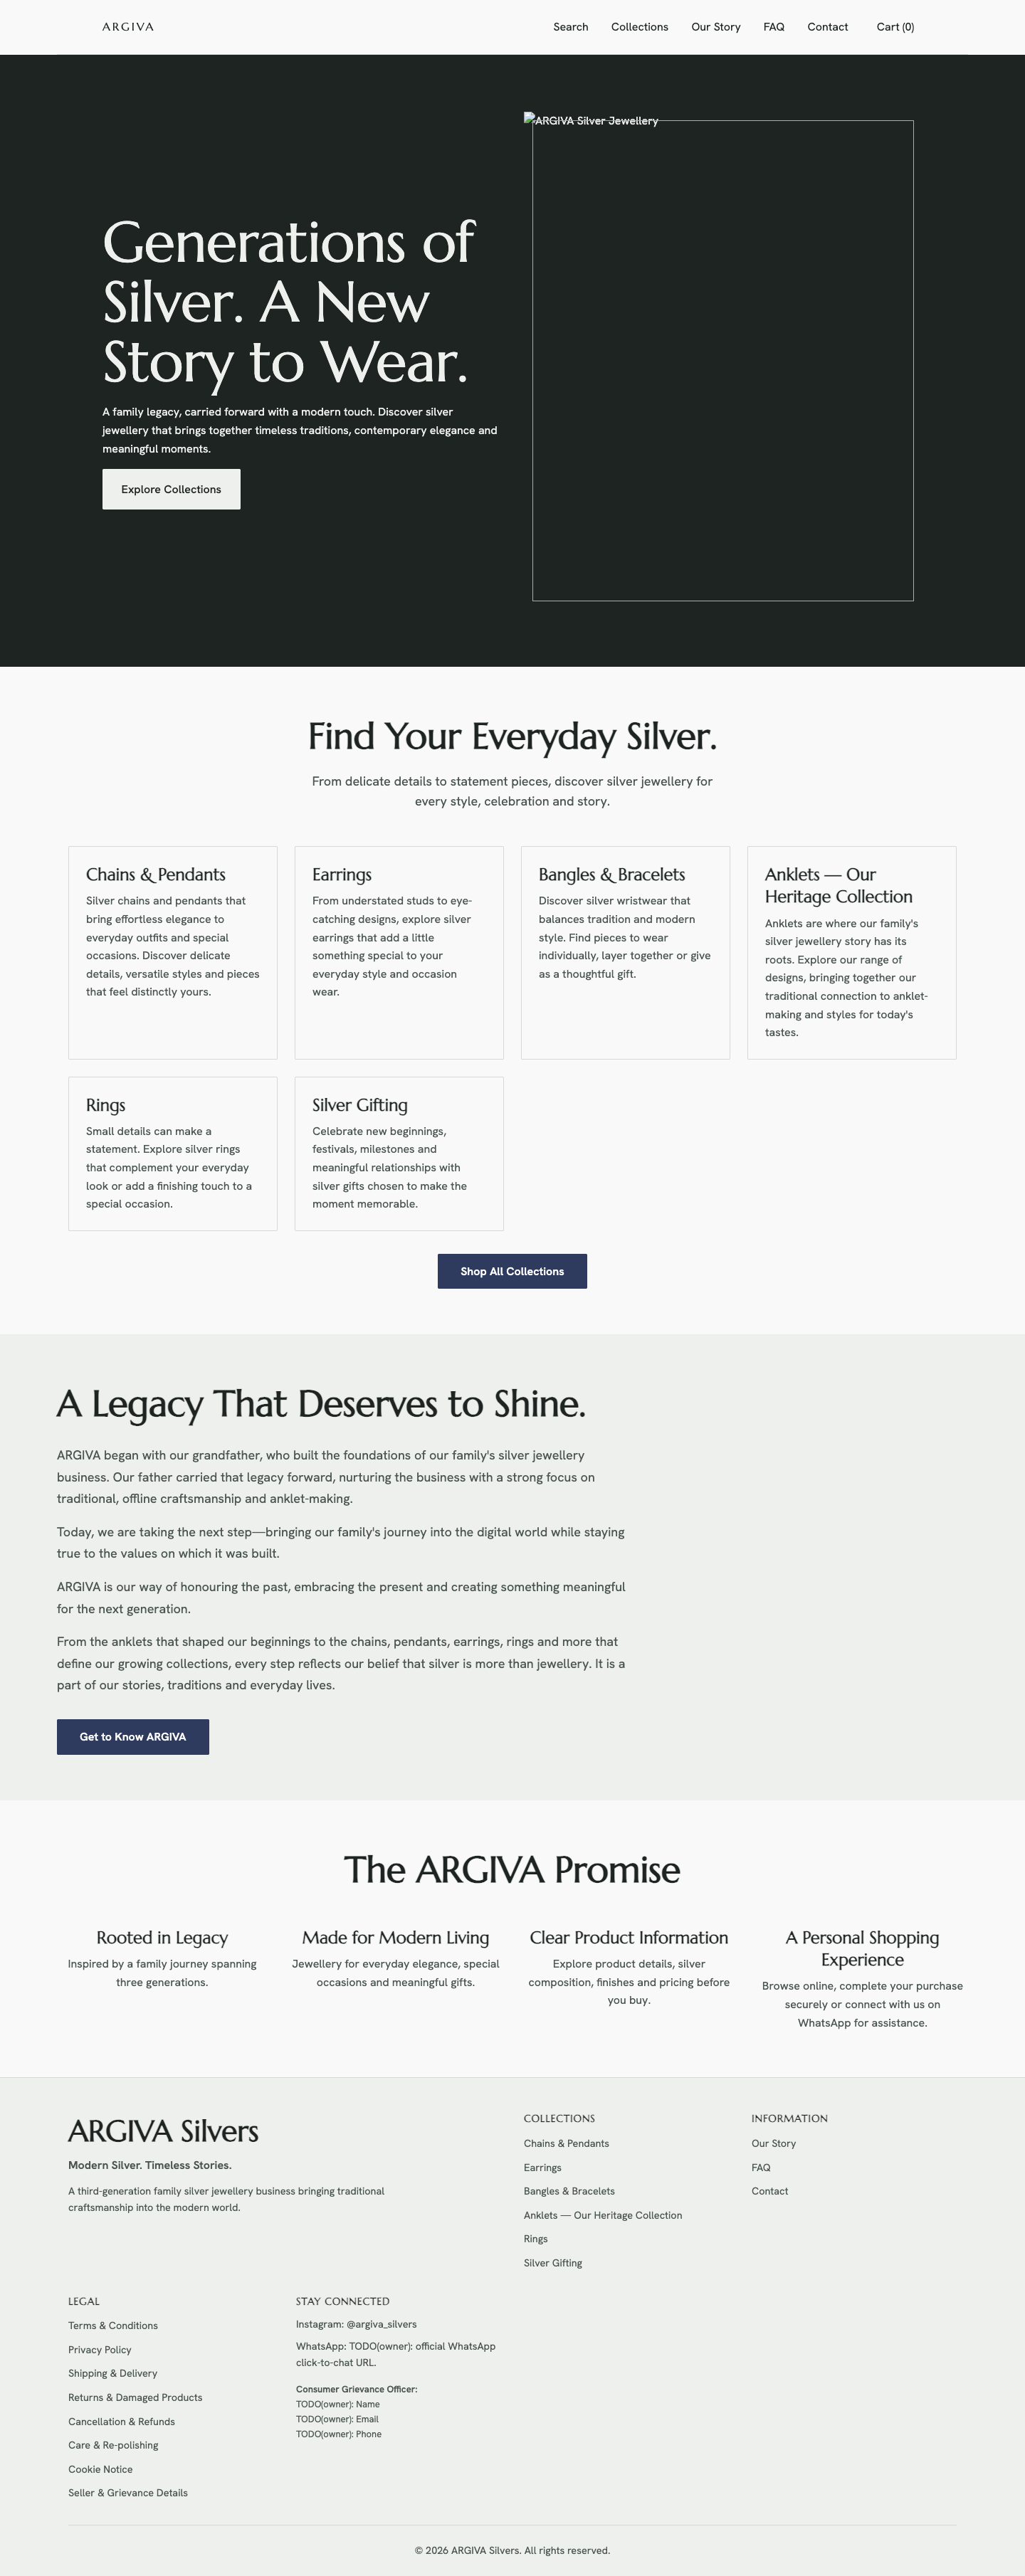 ARGIVA
Search Collections Our Story FAQ Contact Cart (0)
ARGIVA Silver Jewellery
Generations of
Silver. A New
Story to Wear.
A family legacy, carried forward with a modern touch. Discover silver
jewellery that brings together timeless traditions, contemporary elegance and
meaningful moments.
Explore Collections
Find Your Everyday Silver.
From delicate details to statement pieces, discover silver jewellery for
every style, celebration and story.
Chains & Pendants
Silver chains and pendants that
bring effortless elegance to
everyday outfits and special
occasions. Discover delicate
details, versatile styles and pieces
that feel distinctly yours.
Earrings
From understated studs to eye-
catching designs, explore silver
earrings that add a little
something special to your
everyday style and occasion
wear.
Bangles & Bracelets
Discover silver wristwear that
balances tradition and modern
style. Find pieces to wear
individually, layer together or give
as a thoughtful gift.
Anklets — Our
Heritage Collection
Anklets are where our family's
silver jewellery story has its
roots. Explore our range of
designs, bringing together our
traditional connection to anklet-
making and styles for today's
tastes.
Rings
Small details can make a
statement. Explore silver rings
that complement your everyday
look or add a finishing touch to a
special occasion.
Silver Gifting
Celebrate new beginnings,
festivals, milestones and
meaningful relationships with
silver gifts chosen to make the
moment memorable.
Shop All Collections
A Legacy That Deserves to Shine.
ARGIVA began with our grandfather, who built the foundations of our family's silver jewellery
business. Our father carried that legacy forward, nurturing the business with a strong focus on
traditional, offline craftsmanship and anklet-making.
Today, we are taking the next step—bringing our family's journey into the digital world while staying
true to the values on which it was built.
ARGIVA is our way of honouring the past, embracing the present and creating something meaningful
for the next generation.
From the anklets that shaped our beginnings to the chains, pendants, earrings, rings and more that
define our growing collections, every step reflects our belief that silver is more than jewellery. It is a
part of our stories, traditions and everyday lives.
Get to Know ARGIVA
The ARGIVA Promise
Rooted in Legacy
Inspired by a family journey spanning
three generations.
Made for Modern Living
Jewellery for everyday elegance, special
occasions and meaningful gifts.
Clear Product Information
Explore product details, silver
composition, finishes and pricing before
you buy.
A Personal Shopping
Experience
Browse online, complete your purchase
securely or connect with us on
WhatsApp for assistance.
ARGIVA Silvers
Modern Silver. Timeless Stories.
A third-generation family silver jewellery business bringing traditional
craftsmanship into the modern world.
COLLECTIONS
Chains & Pendants
Earrings
Bangles & Bracelets
Anklets — Our Heritage Collection
Rings
Silver Gifting
INFORMATION
Our Story
FAQ
Contact
LEGAL
Terms & Conditions
Privacy Policy
Shipping & Delivery
Returns & Damaged Products
Cancellation & Refunds
Care & Re-polishing
Cookie Notice
Seller & Grievance Details
STAY CONNECTED
Instagram: @argiva_silvers
WhatsApp: TODO(owner): official WhatsApp
click-to-chat URL.
Consumer Grievance Officer:
TODO(owner): Name
TODO(owner): Email
TODO(owner): Phone
© 2026 ARGIVA Silvers. All rights reserved.